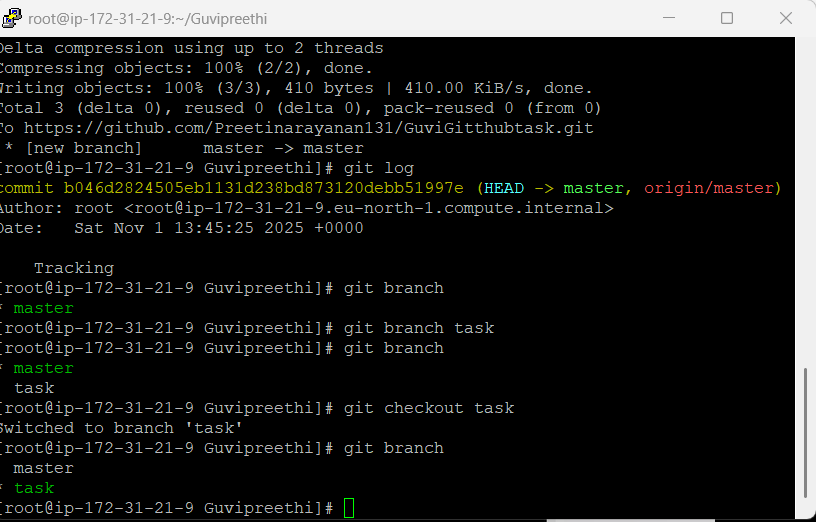 root@ip-172-31-21-9:~/Guvipreethi
Delta compression using up to 2 threads
Compressing objects: 100% (2/2), done.
Writing objects: 100% (3/3), 410 bytes | 410.00 KiB/s, done.
Total 3 (delta 0), reused 0 (delta 0), pack-reused 0 (from 0)
To https://github.com/Preetinarayanan131/GuviGitthubtask.git
 * [new branch]      master -> master
[root@ip-172-31-21-9 Guvipreethi]# git log
commit b046d2824505eb1131d238bd873120debb51997e (HEAD -> master, origin/master)
Author: root <root@ip-172-31-21-9.eu-north-1.compute.internal>
Date:   Sat Nov 1 13:45:25 2025 +0000
    Tracking
[root@ip-172-31-21-9 Guvipreethi]# git branch
* master
[root@ip-172-31-21-9 Guvipreethi]# git branch task
[root@ip-172-31-21-9 Guvipreethi]# git branch
* master
  task
[root@ip-172-31-21-9 Guvipreethi]# git checkout task
Switched to branch 'task'
[root@ip-172-31-21-9 Guvipreethi]# git branch
  master
* task
[root@ip-172-31-21-9 Guvipreethi]#